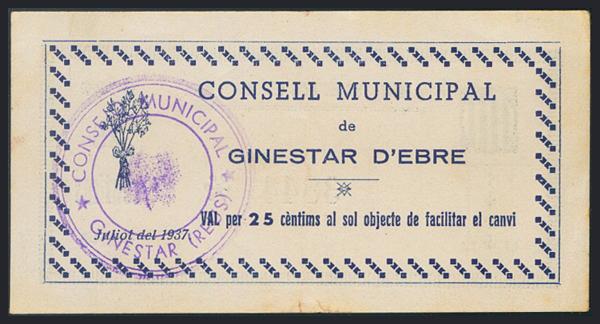 CONSELL MUNICIPAL
de
GINESTAR D'EBRE
VAL per 25 cèntims al sol objecte de facilitar el canvi
Juliol del 1937
★ CONSELL MUNICIPAL ★
GINESTAR (REUS)